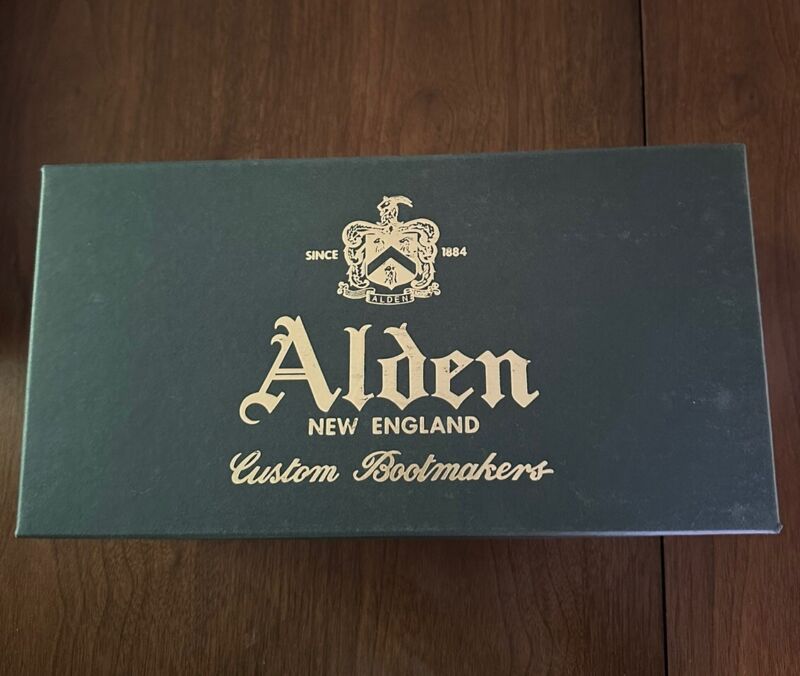 SINCE 1884
ALDEN
Alden
NEW ENGLAND
Custom Bootmakers